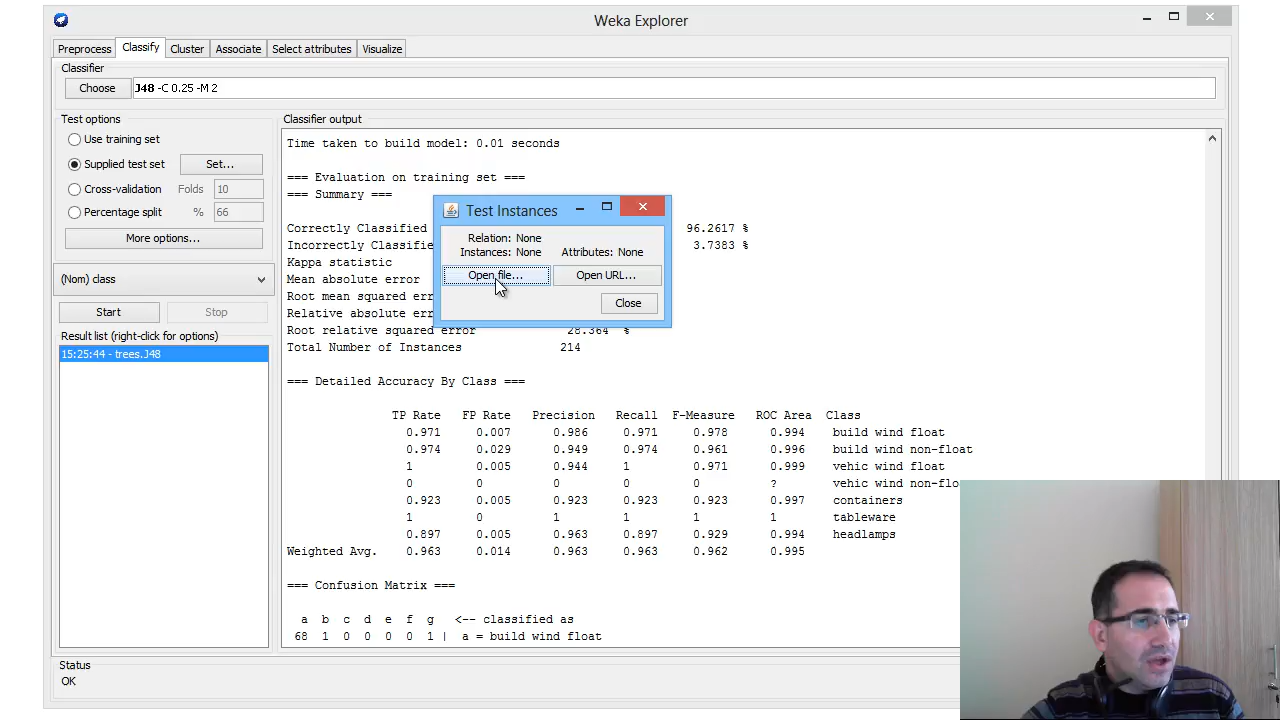 Weka Explorer
Preprocess Classify Cluster Associate Select attributes Visualize
Classifier
Choose J48 -C 0.25 -M 2
Test options
Use training set
Supplied test set Set...
Cross-validation Folds 10
Percentage split % 66
More options...
(Nom) class
Start Stop
Result list (right-click for options)
15:25:44 - trees.J48
Classifier output
Time taken to build model: 0.01 seconds
=== Evaluation on training set ===
=== Summary ===
Correctly Classified 96.2617 %
Incorrectly Classifie 3.7383 %
Kappa statistic
Mean absolute error
Root mean squared err
Relative absolute err
Root relative squared error 28.364 %
Total Number of Instances 214
=== Detailed Accuracy By Class ===
TP Rate FP Rate Precision Recall F-Measure ROC Area Class
0.971 0.007 0.986 0.971 0.978 0.994 build wind float
0.974 0.029 0.949 0.974 0.961 0.996 build wind non-float
1 0.005 0.944 1 0.971 0.999 vehic wind float
0 0 0 0 0 ? vehic wind non-flo
0.923 0.005 0.923 0.923 0.923 0.997 containers
1 0 1 1 1 1 tableware
0.897 0.005 0.963 0.897 0.929 0.994 headlamps
Weighted Avg. 0.963 0.014 0.963 0.963 0.962 0.995
=== Confusion Matrix ===
a b c d e f g <-- classified as
68 1 0 0 0 0 1 | a = build wind float
Test Instances
Relation: None
Instances: None Attributes: None
Open file... Open URL...
Close
Status
OK